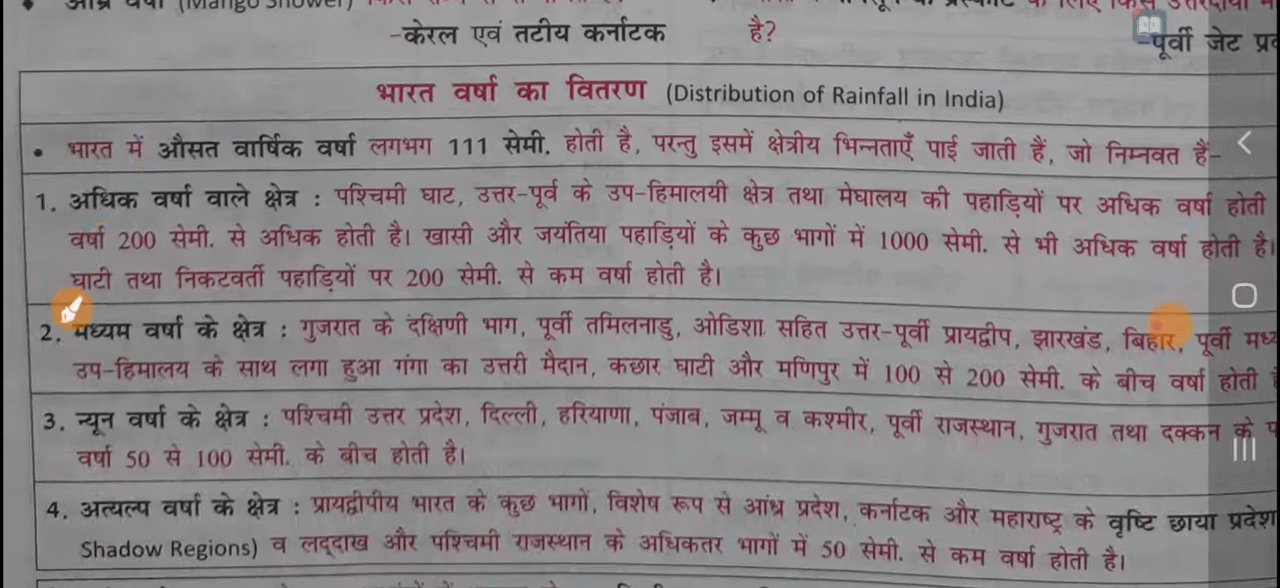 (Mango Shower)
-केरल एवं तटीय कर्नाटक
है?
-पूर्वी जेट
भारत वर्षा का वितरण (Distribution of Rainfall in India)
• भारत में औसत वार्षिक वर्षा लगभग 111 सेमी. होती है, परन्तु इसमें क्षेत्रीय भिन्नताएँ पाई जाती हैं, जो निम्नवत हैं-
1. अधिक वर्षा वाले क्षेत्र : पश्चिमी घाट, उत्तर-पूर्व के उप-हिमालयी क्षेत्र तथा मेघालय की पहाड़ियों पर अधिक वर्षा होती
वर्षा 200 सेमी. से अधिक होती है। खासी और जयंतिया पहाड़ियों के कुछ भागों में 1000 सेमी. से भी अधिक वर्षा होती है।
घाटी तथा निकटवर्ती पहाड़ियों पर 200 सेमी. से कम वर्षा होती है।
2. मध्यम वर्षा के क्षेत्र : गुजरात के दक्षिणी भाग, पूर्वी तमिलनाडु, ओडिशा सहित उत्तर-पूर्वी प्रायद्वीप, झारखंड, बिहार, पूर्वी
उप-हिमालय के साथ लगा हुआ गंगा का उत्तरी मैदान, कछार घाटी और मणिपुर में 100 से 200 सेमी. के बीच वर्षा होती
3. न्यून वर्षा के क्षेत्र : पश्चिमी उत्तर प्रदेश, दिल्ली, हरियाणा, पंजाब, जम्मू व कश्मीर, पूर्वी राजस्थान, गुजरात तथा दक्कन के
वर्षा 50 से 100 सेमी. के बीच होती है।
4. अत्यल्प वर्षा के क्षेत्र : प्रायद्वीपीय भारत के कुछ भागों, विशेष रूप से आंध्र प्रदेश, कर्नाटक और महाराष्ट्र के वृष्टि छाया प्रदेश
Shadow Regions) व लद्दाख और पश्चिमी राजस्थान के अधिकतर भागों में 50 सेमी. से कम वर्षा होती है।